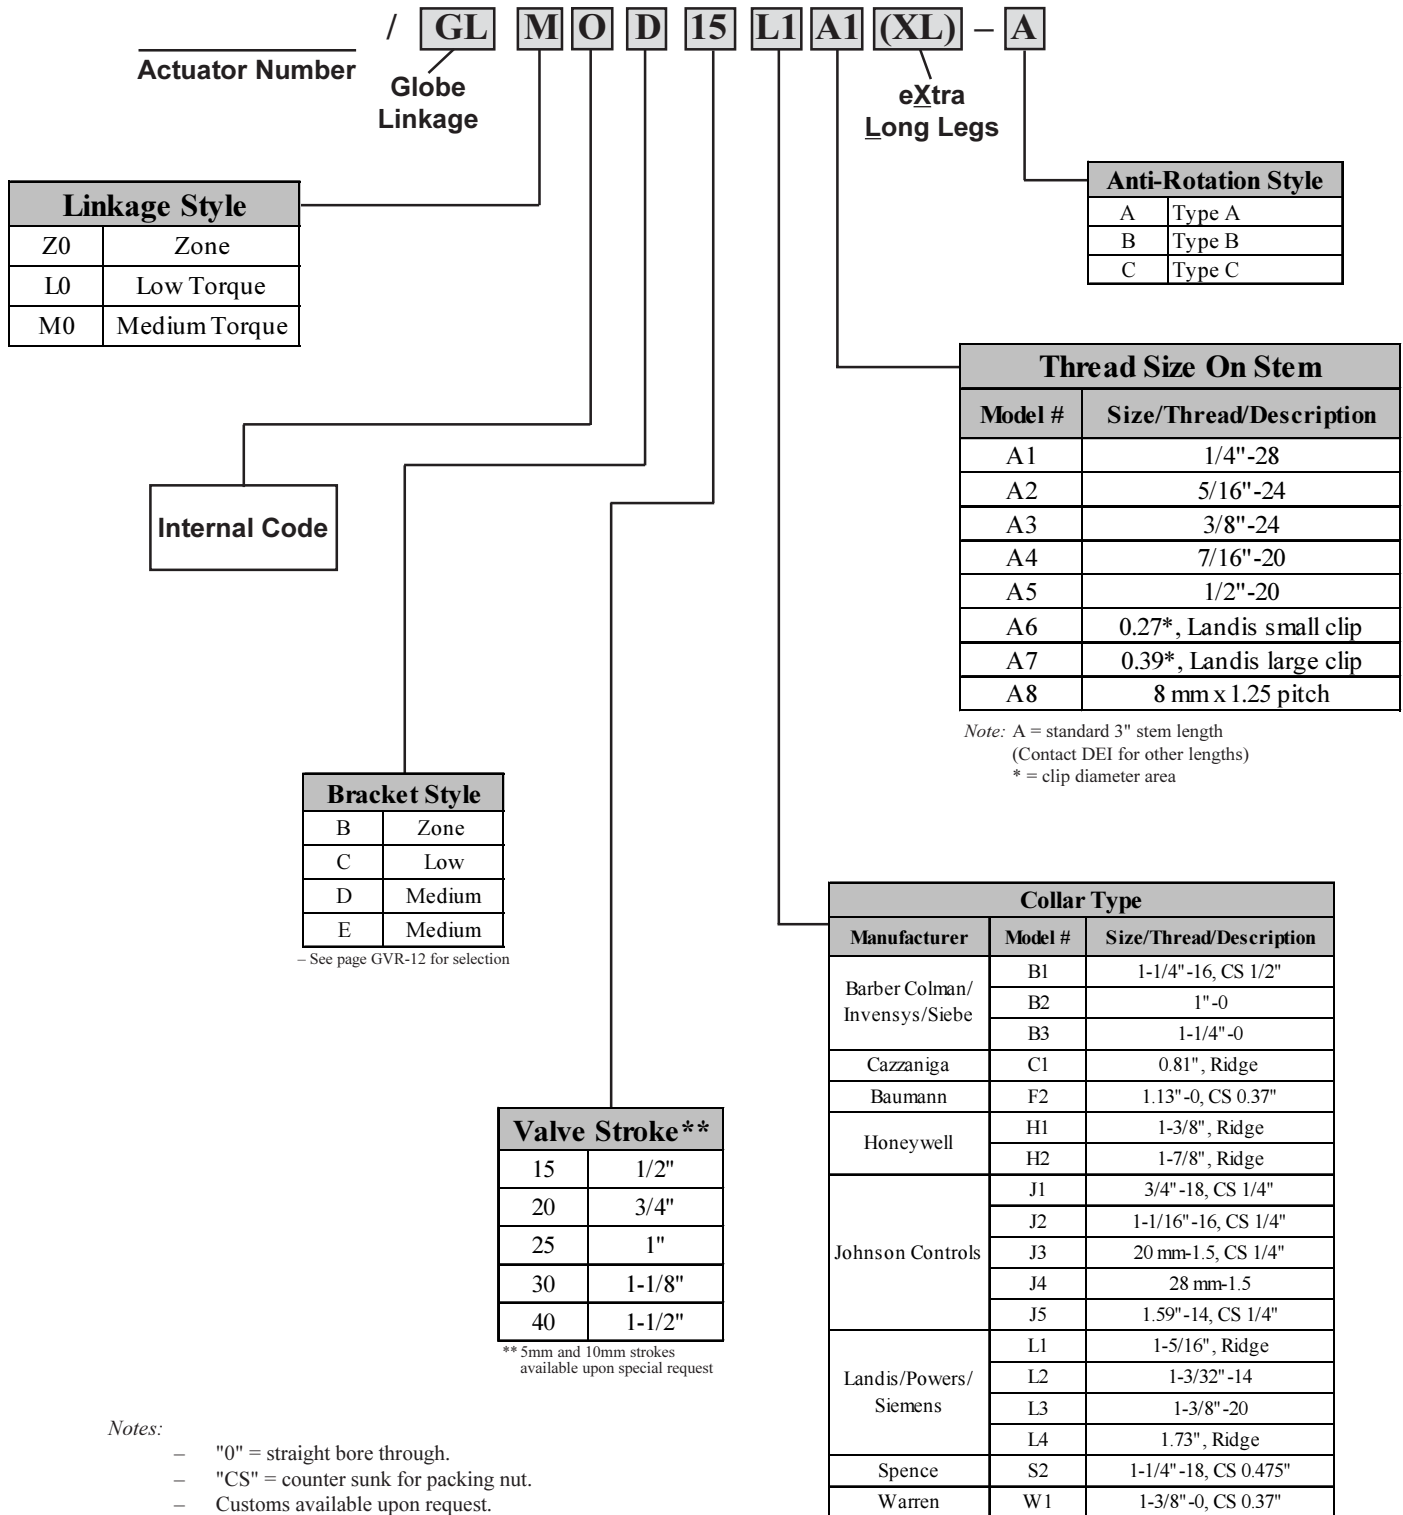 / GL M O D 15 L1 A1 (XL) – A
Actuator Number
Globe
Linkage
eXtra
Long Legs
Linkage Style
Z0 Zone
L0 Low Torque
M0 Medium Torque
Anti-Rotation Style
A Type A
B Type B
C Type C
Thread Size On Stem
Model # Size/Thread/Description
A1 1/4"-28
A2 5/16"-24
A3 3/8"-24
A4 7/16"-20
A5 1/2"-20
A6 0.27*, Landis small clip
A7 0.39*, Landis large clip
A8 8 mm x 1.25 pitch
Note: A = standard 3" stem length
(Contact DEI for other lengths)
* = clip diameter area
Internal Code
Bracket Style
B Zone
C Low
D Medium
E Medium
– See page GVR-12 for selection
Valve Stroke**
15 1/2"
20 3/4"
25 1"
30 1-1/8"
40 1-1/2"
** 5mm and 10mm strokes
available upon special request
Collar Type
Manufacturer Model # Size/Thread/Description
Barber Colman/
Invensys/Siebe
B1 1-1/4"-16, CS 1/2"
B2 1"-0
B3 1-1/4"-0
Cazzaniga C1 0.81", Ridge
Baumann F2 1.13"-0, CS 0.37"
Honeywell
H1 1-3/8", Ridge
H2 1-7/8", Ridge
Johnson Controls
J1 3/4"-18, CS 1/4"
J2 1-1/16"-16, CS 1/4"
J3 20 mm-1.5, CS 1/4"
J4 28 mm-1.5
J5 1.59"-14, CS 1/4"
Landis/Powers/
Siemens
L1 1-5/16", Ridge
L2 1-3/32"-14
L3 1-3/8"-20
L4 1.73", Ridge
Spence S2 1-1/4"-18, CS 0.475"
Warren W1 1-3/8"-0, CS 0.37"
Notes:
– "0" = straight bore through.
– "CS" = counter sunk for packing nut.
– Customs available upon request.